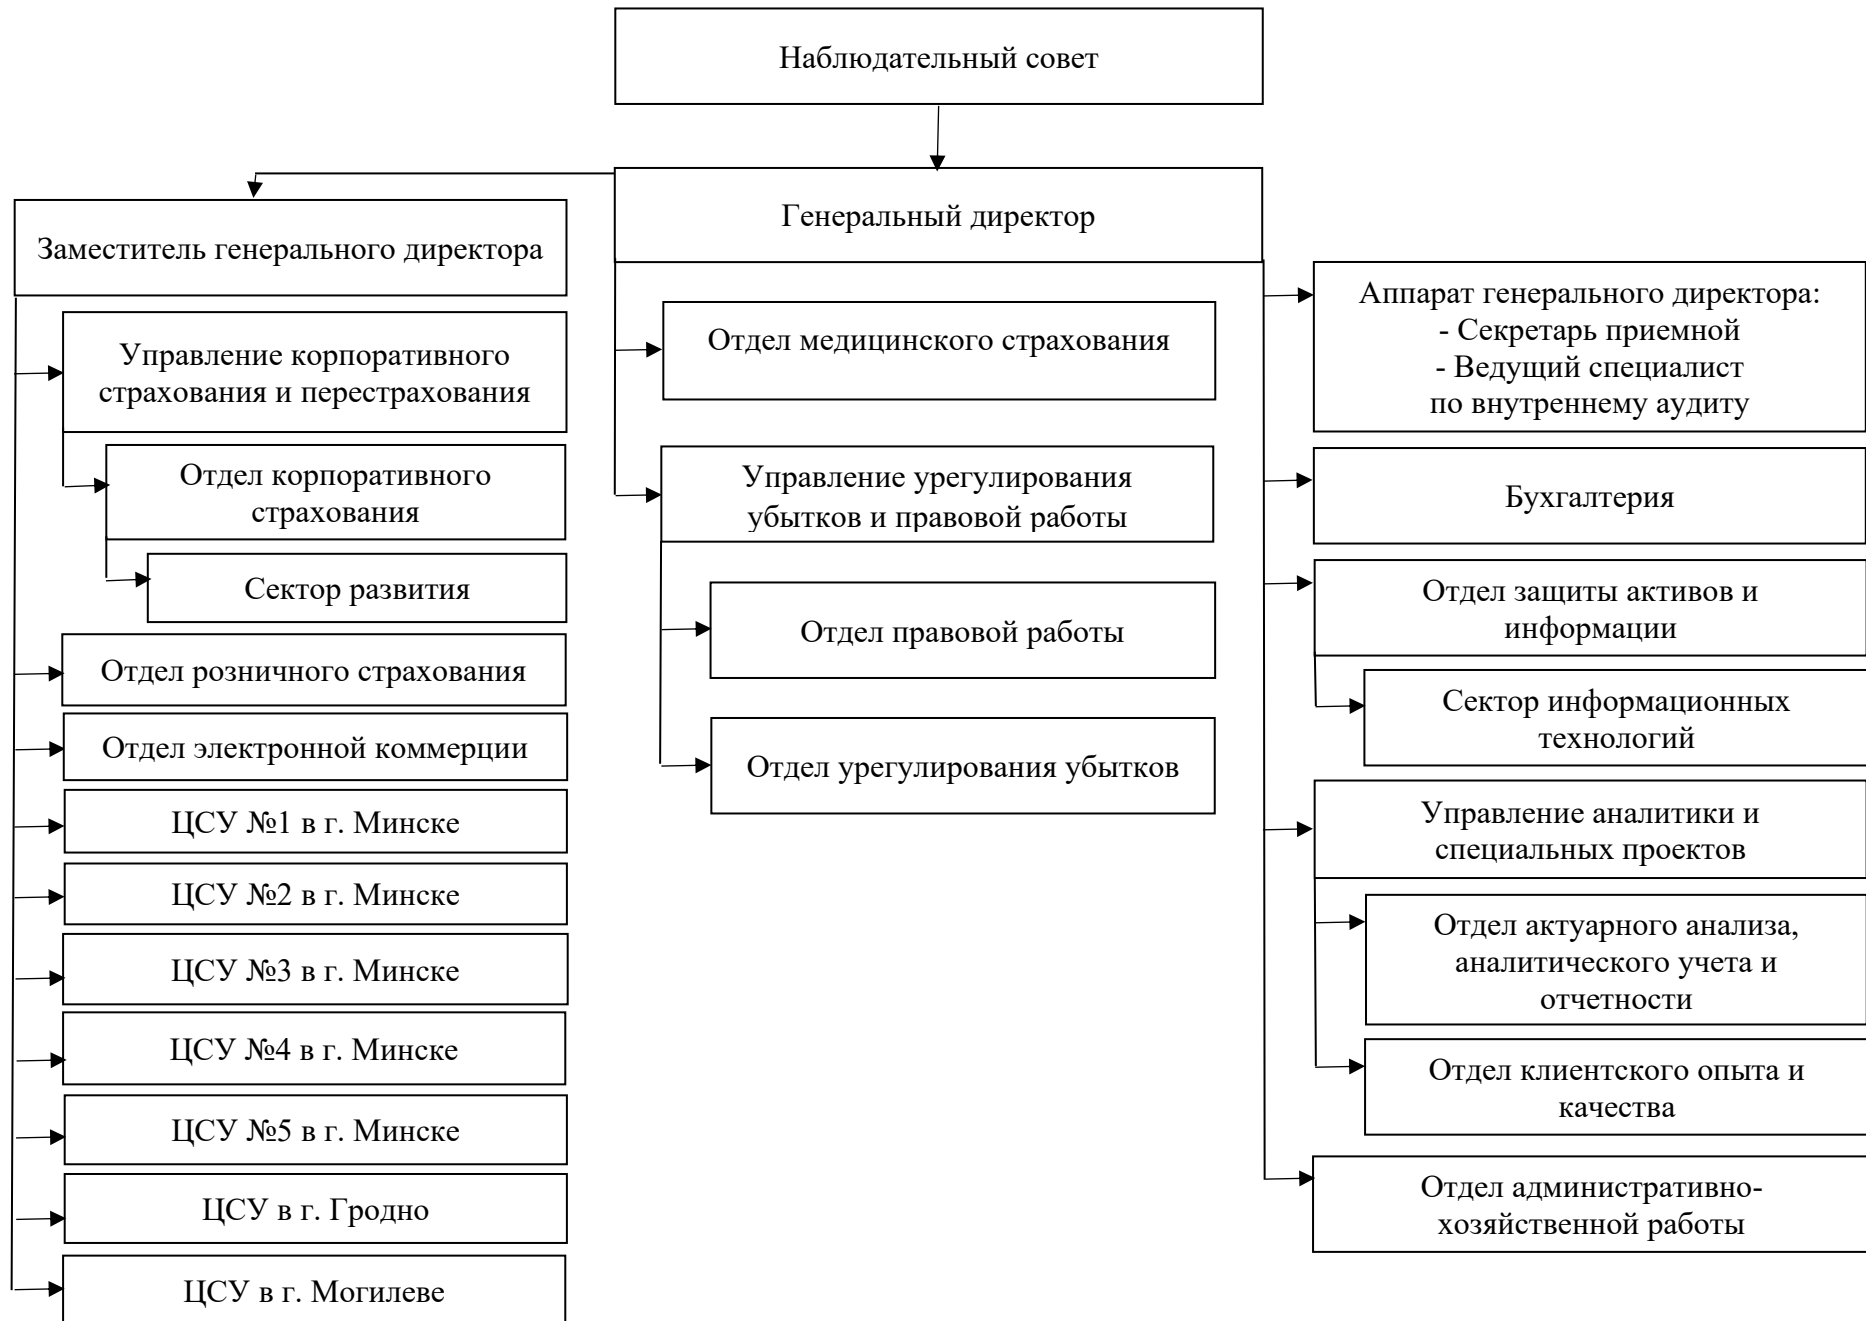 Наблюдательный совет
Генеральный директор
Заместитель генерального директора
Управление корпоративного
страхования и перестрахования
Отдел корпоративного
страхования
Сектор развития
Отдел розничного страхования
Отдел электронной коммерции
ЦСУ №1 в г. Минске
ЦСУ №2 в г. Минске
ЦСУ №3 в г. Минске
ЦСУ №4 в г. Минске
ЦСУ №5 в г. Минске
ЦСУ в г. Гродно
ЦСУ в г. Могилеве
Отдел медицинского страхования
Управление урегулирования
убытков и правовой работы
Отдел правовой работы
Отдел урегулирования убытков
Аппарат генерального директора:
- Секретарь приемной
- Ведущий специалист
по внутреннему аудиту
Бухгалтерия
Отдел защиты активов и
информации
Сектор информационных
технологий
Управление аналитики и
специальных проектов
Отдел актуарного анализа,
аналитического учета и
отчетности
Отдел клиентского опыта и
качества
Отдел административно-
хозяйственной работы